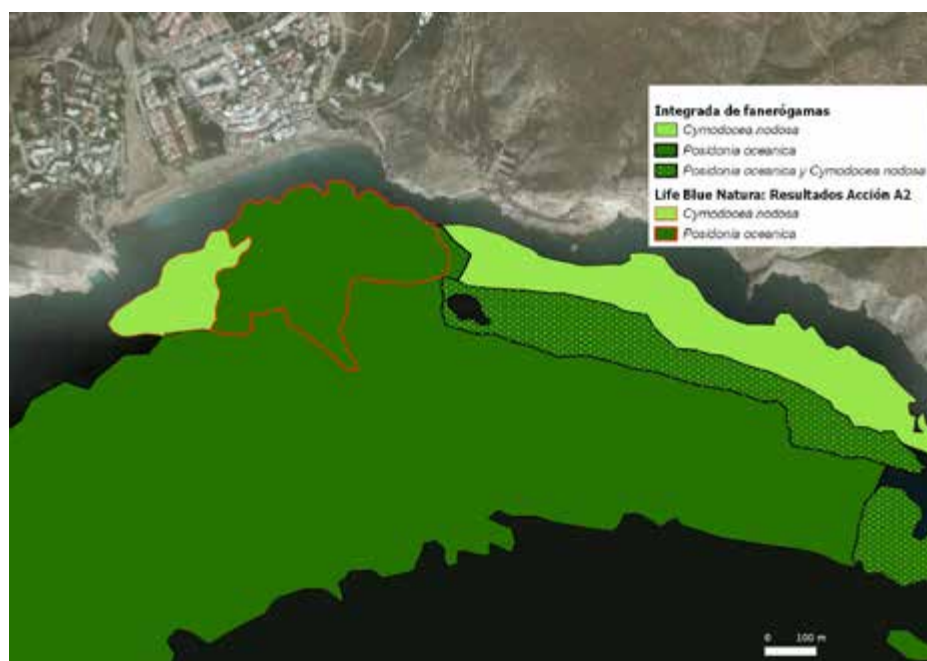 Integrada de fanerógamas
Cymodocea nodosa
Posidonia oceanica
Posidonia oceanica y Cymodocea nodosa
Life Blue Natura: Resultados Acción A2
Cymodocea nodosa
Posidonia oceanica
0 100 m